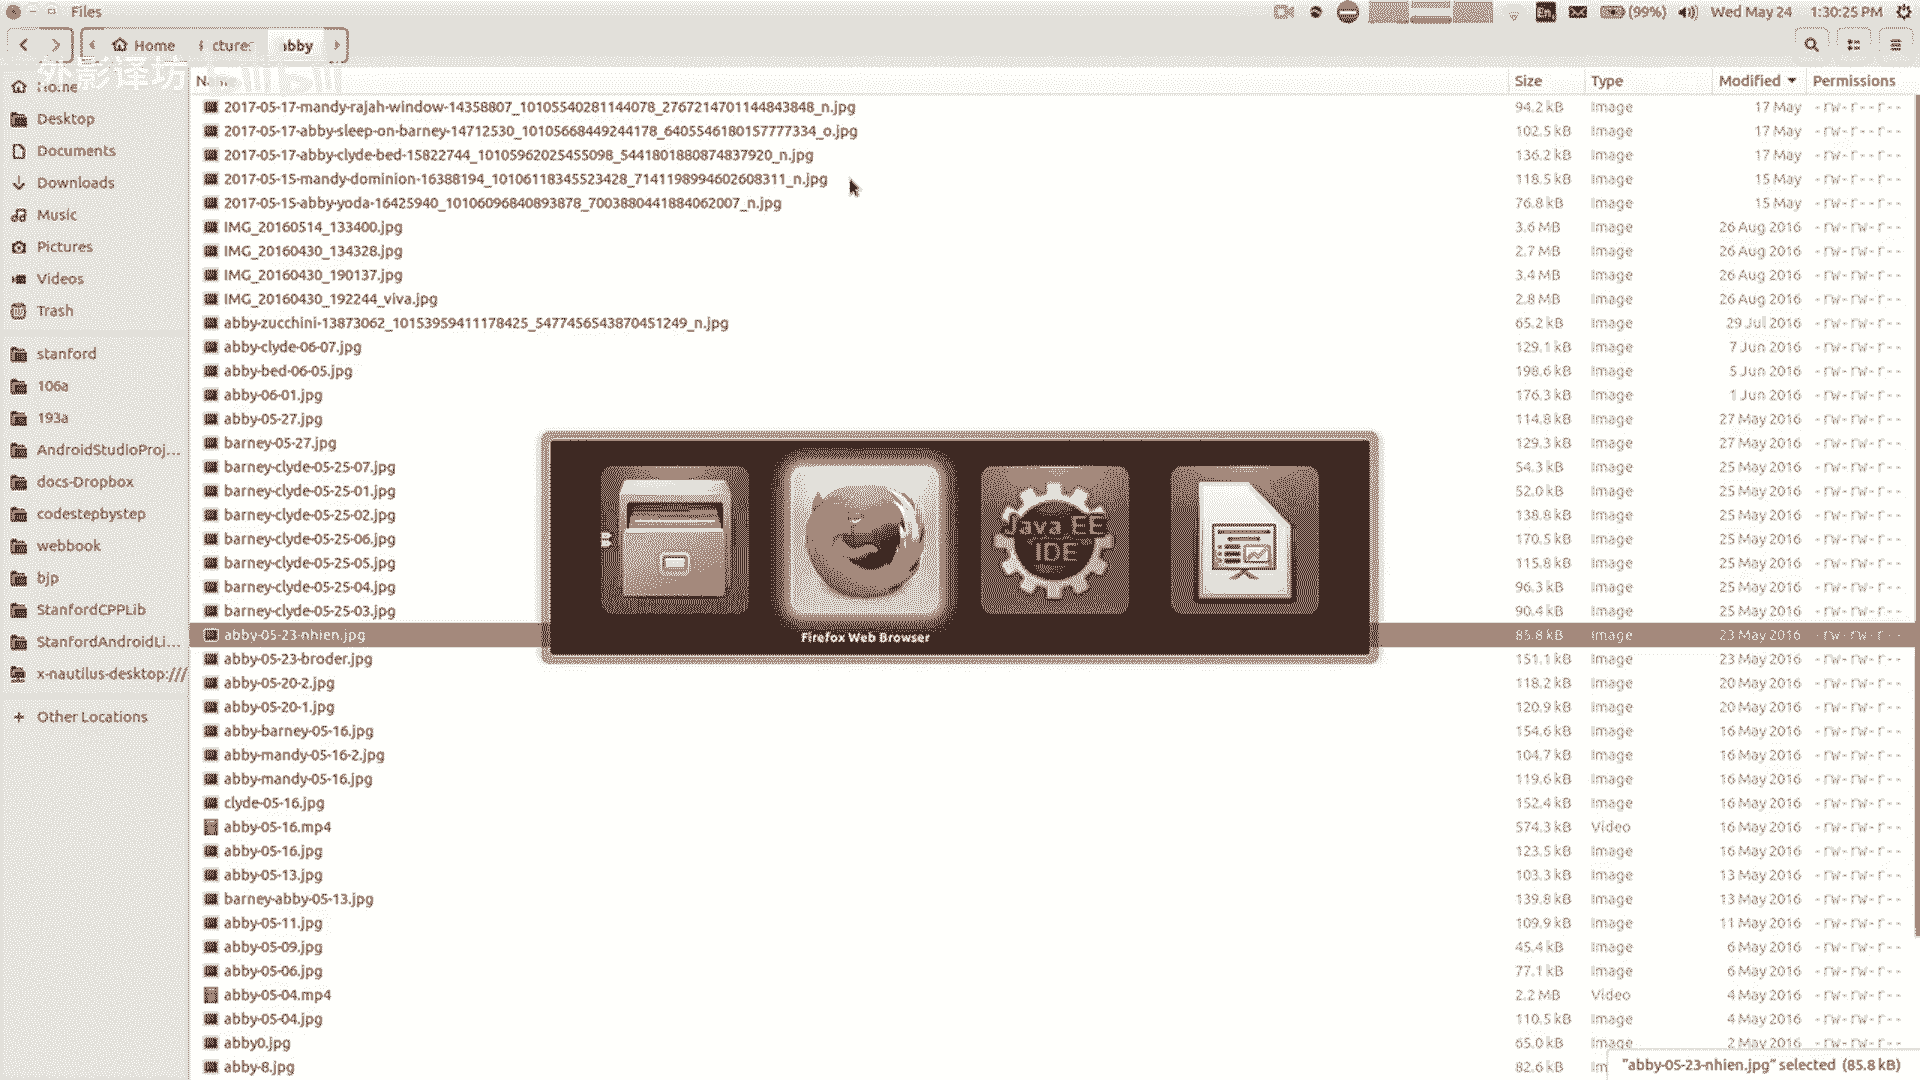 Files
(99%) Wed May 24 1:30:25 PM
Home ctures abby
外影译坊
Home
Desktop
Documents
Downloads
Music
Pictures
Videos
Trash
stanford
106a
193a
AndroidStudioProj...
docs-Dropbox
codestepbystep
webbook
bjp
StanfordCPPLib
StanfordAndroidLi...
x-nautilus-desktop:///
+ Other Locations
Size Type Modified Permissions
2017-05-17-mandy-rajah-window-14358807_10105540281144078_2767214701144843848_n.jpg 94.2 kB Image 17 May -rw-r--r--
2017-05-17-abby-sleep-on-barney-14712530_10105668449244178_6405546180157777334_o.jpg 102.5 kB Image 17 May -rw-rw-r--
2017-05-17-abby-clyde-bed-15822744_10105962025455098_5441801880874837920_n.jpg 136.2 kB Image 17 May -rw-rw-r--
2017-05-15-mandy-dominion-16388194_10106118345523428_7141198994602608311_n.jpg 118.5 kB Image 15 May -rw-rw-r--
2017-05-15-abby-yoda-16425940_10106096840893878_7003880441884062007_n.jpg 76.8 kB Image 15 May -rw-rw-r--
IMG_20160514_133400.jpg 3.6 MB Image 26 Aug 2016 -rw-rw-r--
IMG_20160430_134328.jpg 2.7 MB Image 26 Aug 2016 -rw-rw-r--
IMG_20160430_190137.jpg 3.4 MB Image 26 Aug 2016 -rw-rw-r--
IMG_20160430_192244_viva.jpg 2.8 MB Image 26 Aug 2016 -rw-rw-r--
abby-zucchini-13873062_10153959411178425_5477456543870451249_n.jpg 65.2 kB Image 29 Jul 2016 -rw-rw-r--
abby-clyde-06-07.jpg 129.1 kB Image 7 Jun 2016 -rw-rw-r--
abby-bed-06-05.jpg 198.6 kB Image 5 Jun 2016 -rw-rw-r--
abby-06-01.jpg 176.3 kB Image 1 Jun 2016 -rw-rw-r--
abby-05-27.jpg 114.8 kB Image 27 May 2016 -rw-rw-r--
barney-05-27.jpg 129.3 kB Image 27 May 2016 -rw-rw-r--
barney-clyde-05-25-07.jpg 54.3 kB Image 25 May 2016 -rw-rw-r--
barney-clyde-05-25-01.jpg 52.0 kB Image 25 May 2016 -rw-rw-r--
barney-clyde-05-25-02.jpg 138.8 kB Image 25 May 2016 -rw-rw-r--
barney-clyde-05-25-06.jpg 170.5 kB Image 25 May 2016 -rw-rw-r--
barney-clyde-05-25-05.jpg 115.8 kB Image 25 May 2016 -rw-rw-r--
barney-clyde-05-25-04.jpg 96.3 kB Image 25 May 2016 -rw-rw-r--
barney-clyde-05-25-03.jpg 90.4 kB Image 25 May 2016 -rw-rw-r--
abby-05-23-nhien.jpg 85.8 kB Image 23 May 2016 -rw-rw-r--
abby-05-23-broder.jpg 151.1 kB Image 23 May 2016 -rw-rw-r--
abby-05-20-2.jpg 118.2 kB Image 20 May 2016 -rw-rw-r--
abby-05-20-1.jpg 120.9 kB Image 20 May 2016 -rw-rw-r--
abby-barney-05-16.jpg 154.6 kB Image 16 May 2016 -rw-rw-r--
abby-mandy-05-16-2.jpg 104.7 kB Image 16 May 2016 -rw-rw-r--
abby-mandy-05-16.jpg 119.6 kB Image 16 May 2016 -rw-rw-r--
clyde-05-16.jpg 152.4 kB Image 16 May 2016 -rw-rw-r--
abby-05-16.mp4 574.3 kB Video 16 May 2016 -rw-rw-r--
abby-05-16.jpg 123.5 kB Image 16 May 2016 -rw-rw-r--
abby-05-13.jpg 103.3 kB Image 13 May 2016 -rw-rw-r--
barney-abby-05-13.jpg 139.8 kB Image 13 May 2016 -rw-rw-r--
abby-05-11.jpg 109.9 kB Image 11 May 2016 -rw-rw-r--
abby-05-09.jpg 45.4 kB Image 6 May 2016 -rw-rw-r--
abby-05-06.jpg 77.1 kB Image 6 May 2016 -rw-rw-r--
abby-05-04.mp4 2.2 MB Video 4 May 2016 -rw-rw-r--
abby-05-04.jpg 110.5 kB Image 4 May 2016 -rw-rw-r--
abby0.jpg 65.0 kB Image 2 May 2016 -rw-rw-r--
abby-8.jpg 82.6 kB
Java EE
IDE
Firefox Web Browser
"abby-05-23-nhien.jpg" selected (85.8 kB)